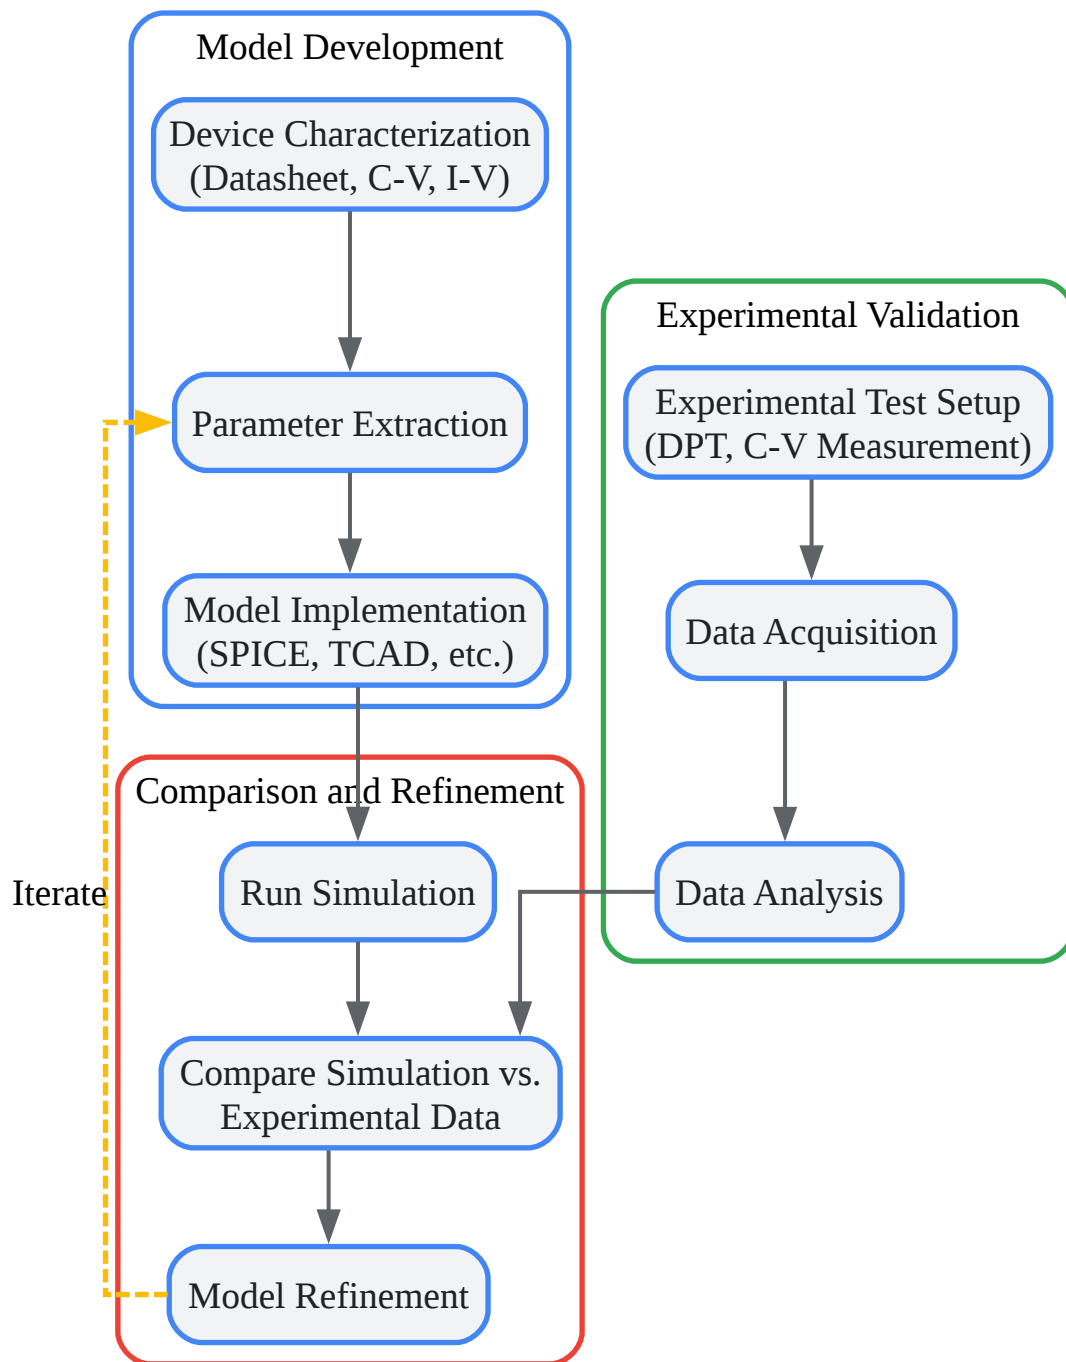 Model Development
Device Characterization
(Datasheet, C-V, I-V)
Parameter Extraction
Model Implementation
(SPICE, TCAD, etc.)
Experimental Validation
Experimental Test Setup
(DPT, C-V Measurement)
Data Acquisition
Data Analysis
Comparison and Refinement
Run Simulation
Compare Simulation vs.
Experimental Data
Model Refinement
Iterate